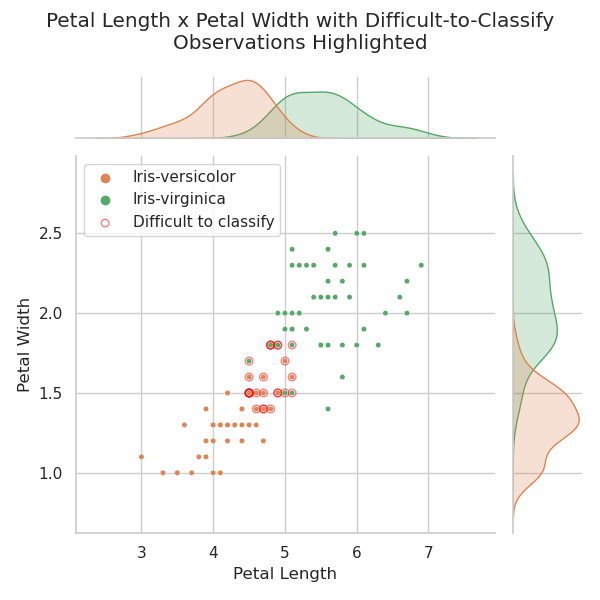 Petal Length x Petal Width with Difficult-to-Classify
Observations Highlighted
Iris-versicolor
Iris-virginica
Difficult to classify
2.5
2.0
1.5
1.0
Petal Width
3 4 5 6 7
Petal Length